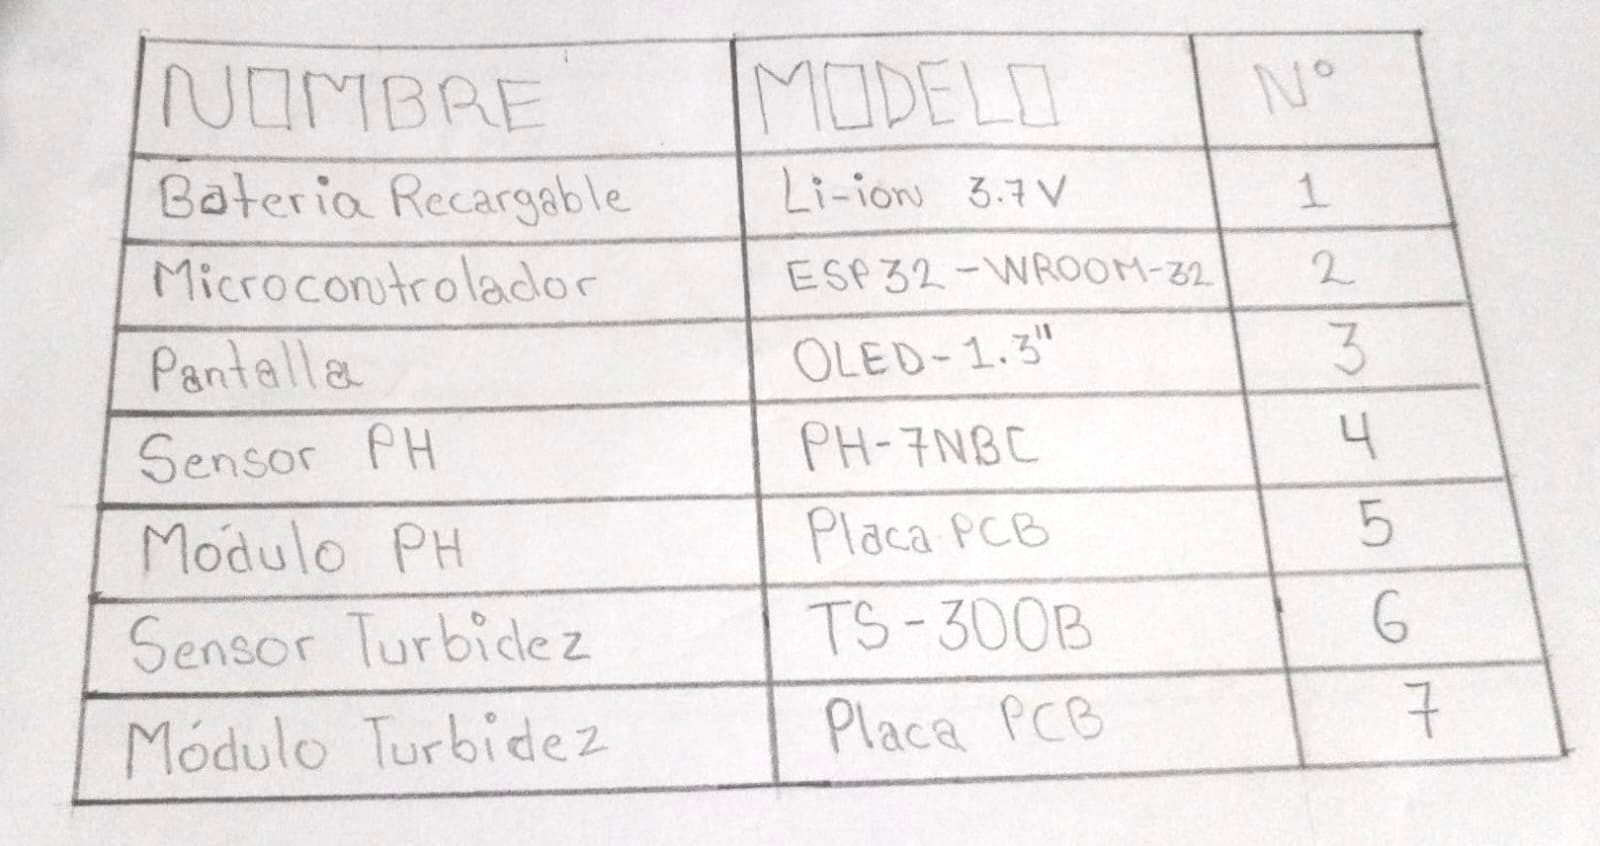 NOMBRE MODELO N°
Bateria Recargable Li-ion 3.7V 1
Microcontrolador ESP32-WROOM-32 2
Pantalla OLED-1.3" 3
Sensor PH PH-7NBC 4
Módulo PH Placa PCB 5
Sensor Turbidez TS-300B 6
Módulo Turbidez Placa PCB 7